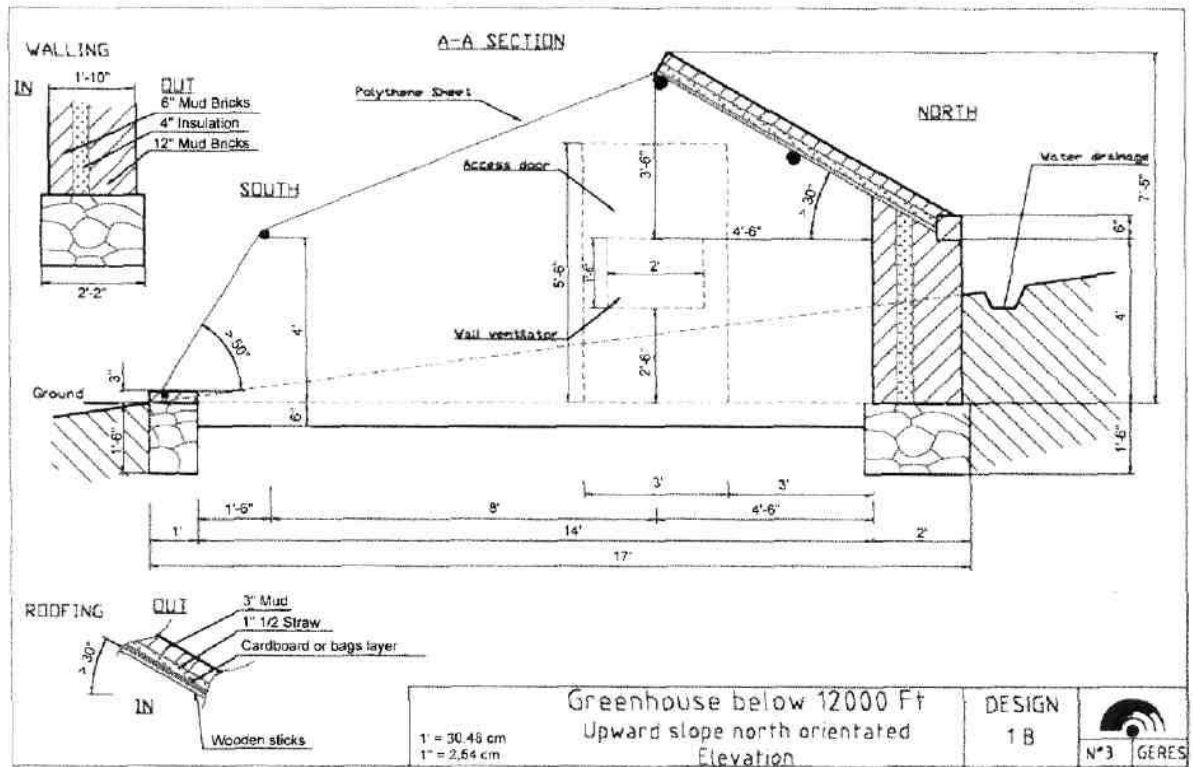 WALLING
A-A SECTION
1'-10"
IN
OUT
6" Mud Bricks
4" Insulation
12" Mud Bricks
2'-2"
Polythene Sheet
NORTH
SOUTH
Access door
Water drainage
3'-6"
> 30°
7'-5"
6"
4'-6"
5'-6"
1'-6"
2'
4'
4'
Wall ventilator
> 50°
2'-6"
3"
Ground
6"
1'-6"
1'-6"
3'
3'
1'-6"
8'
4'-6"
1'
14'
2'
17'
ROOFING
OUT
3" Mud
1" 1/2 Straw
Cardboard or bags layer
> 30°
IN
Wooden sticks
1' = 30.48 cm
1" = 2,54 cm
Greenhouse below 12000 Ft
Upward slope north orientated
Elevation
DESIGN
1 B
N°3
GERES